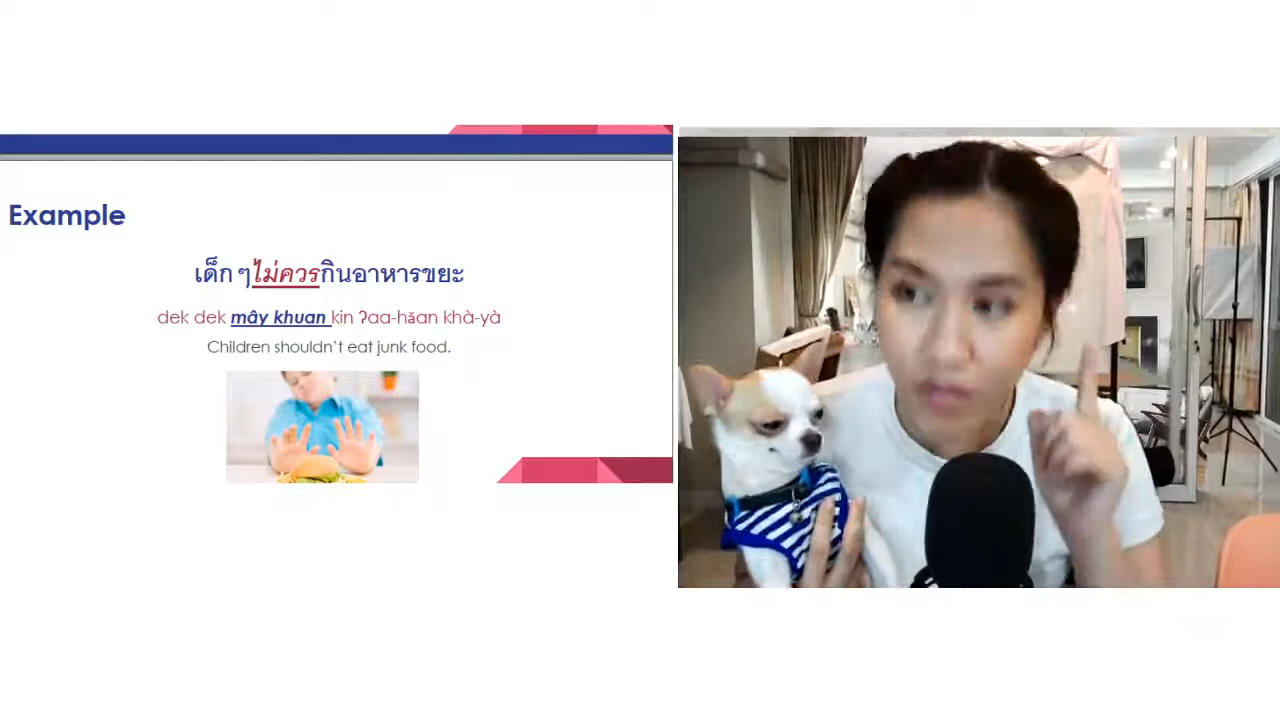 Example
เด็ก ๆไม่ควรกินอาหารขยะ
dek dek mây khuan kin ʔaa-hăan khà-yà
Children shouldn't eat junk food.